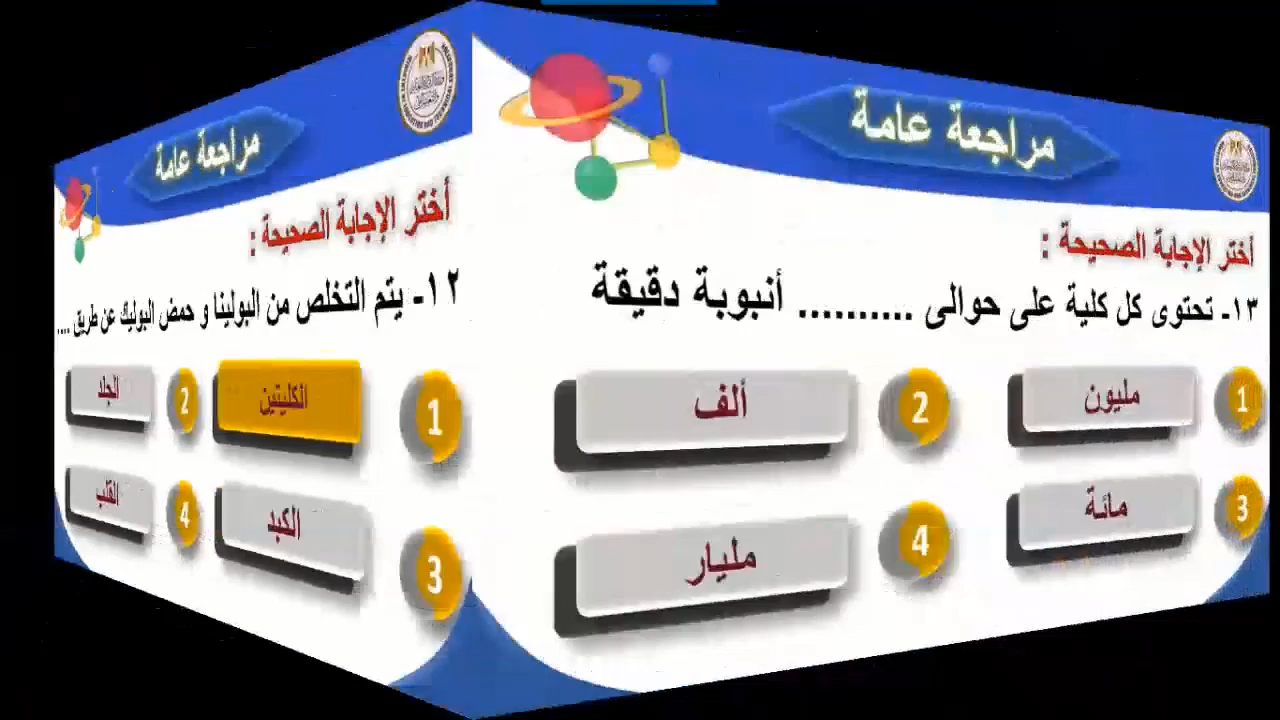 مراجعة عامة
أختر الإجابة الصحيحة :
١٣- تحتوى كل كلية على حوالى .......... أنبوبة دقيقة
1 مليون
2 ألف
3 مائة
4 مليار
مراجعة عامة
أختر الإجابة الصحيحة :
١٢- يتم التخلص من البولينا و حمض البوليك عن طريق ....
1 الكليتين
2 الجلد
3 الكبد
4 القلب